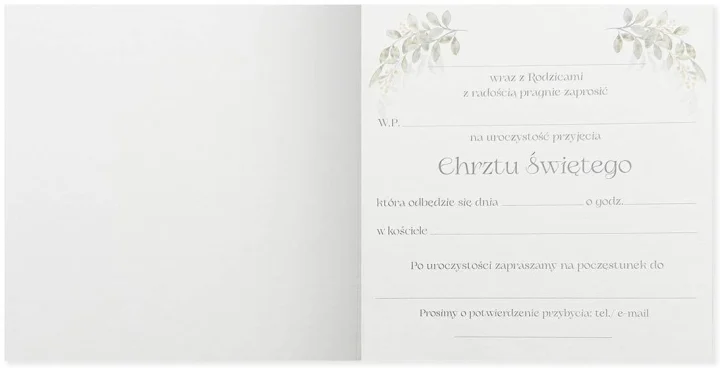 wraz z Rodzicami
z radością pragnie zaprosić
W.P.
na uroczystość przyjęcia
Chrztu Świętego
która odbędzie się dnia o godz.
w kościele
Po uroczystości zapraszamy na poczęstunek do
Prosimy o potwierdzenie przybycia: tel./ e-mail